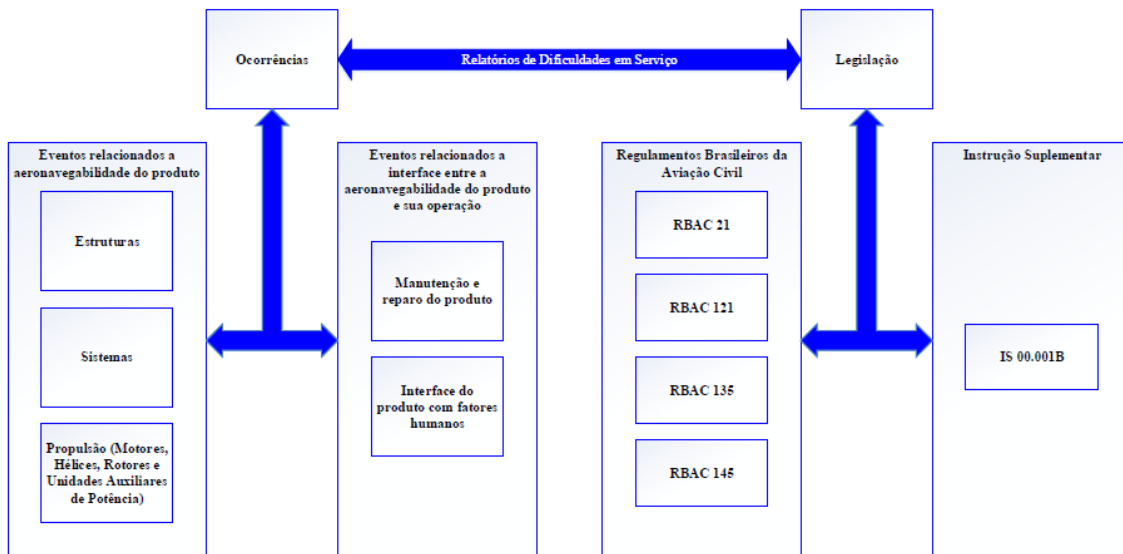 Ocorrências
Relatórios de Dificuldades em Serviço
Legislação
Eventos relacionados a
aeronavegabilidade do produto
Estruturas
Sistemas
Propulsão (Motores,
Hélices, Rotores e
Unidades Auxiliares
de Potência)
Eventos relacionados a
interface entre a
aeronavegabilidade do produto
e sua operação
Manutenção e
reparo do produto
Interface do
produto com fatores
humanos
Regulamentos Brasileiros da
Aviação Civil
RBAC 21
RBAC 121
RBAC 135
RBAC 145
Instrução Suplementar
IS 00.001B